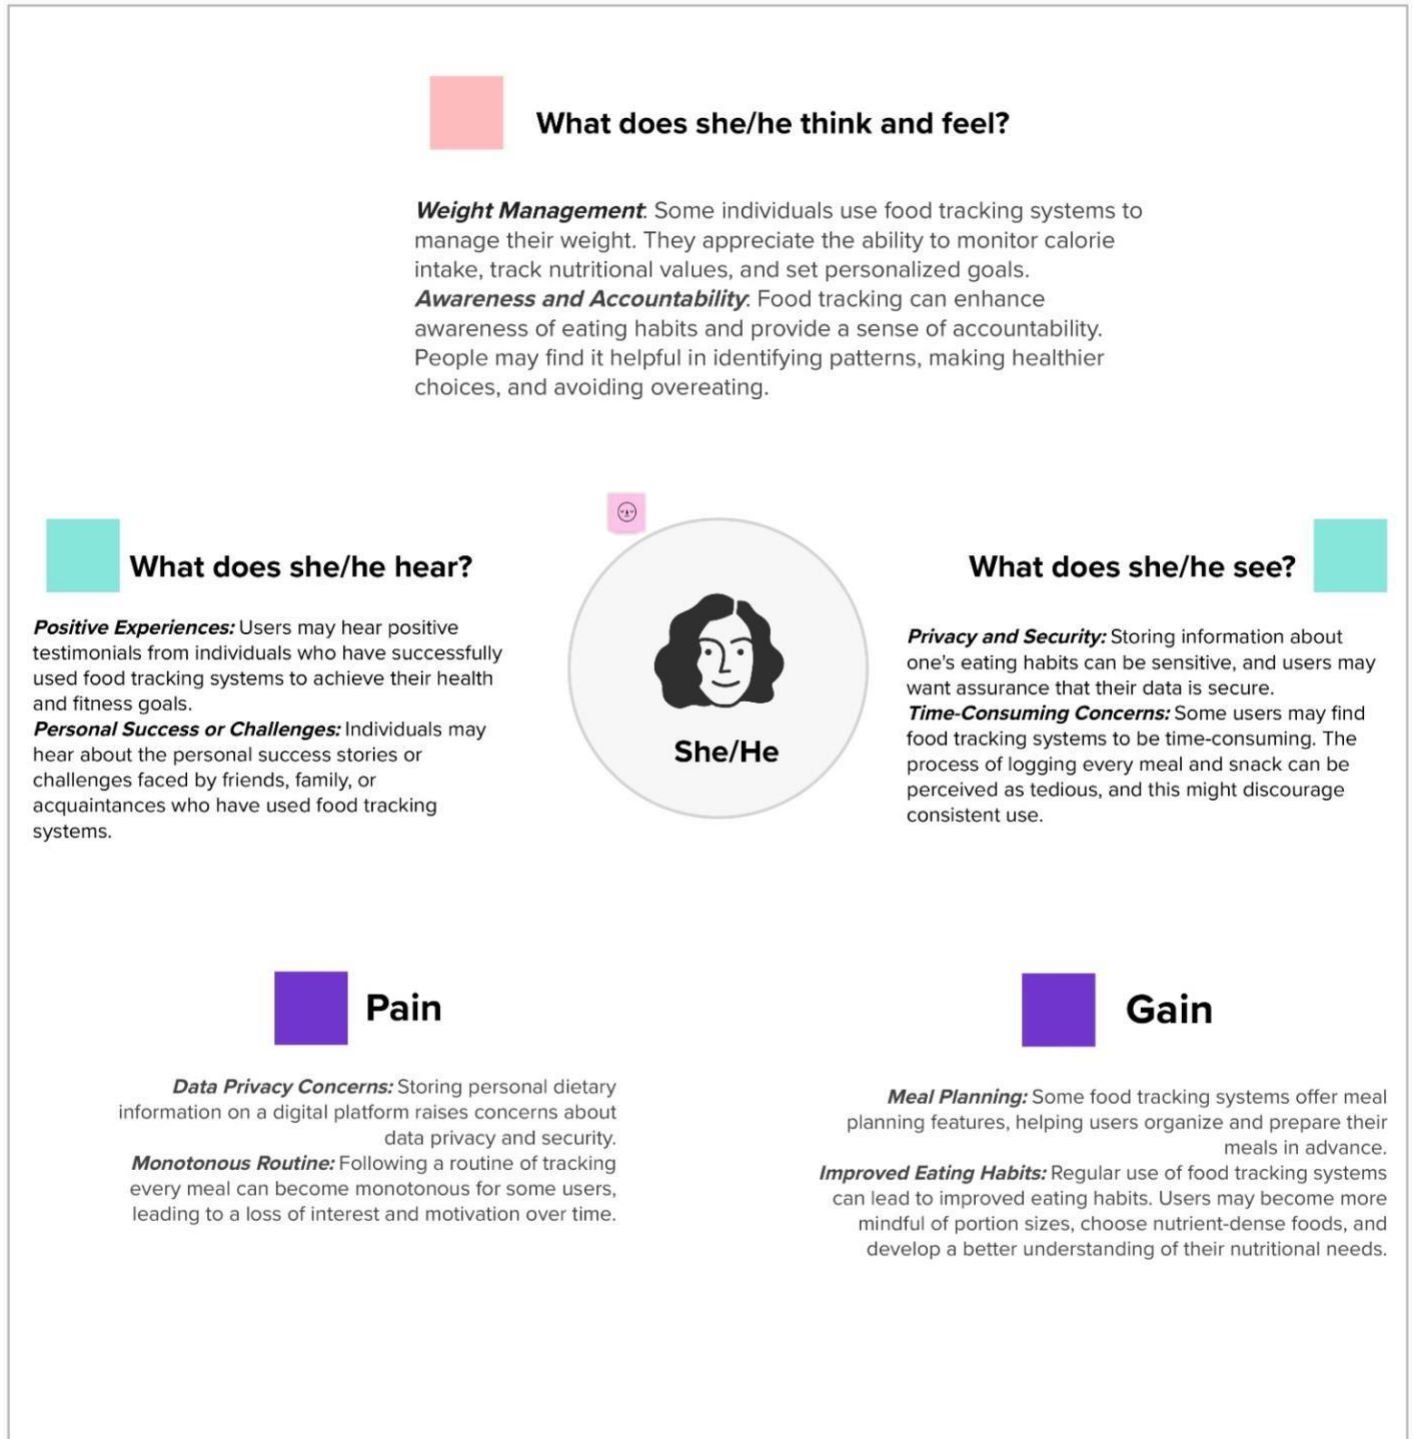 What does she/he think and feel?
Weight Management: Some individuals use food tracking systems to
manage their weight. They appreciate the ability to monitor calorie
intake, track nutritional values, and set personalized goals.
Awareness and Accountability: Food tracking can enhance
awareness of eating habits and provide a sense of accountability.
People may find it helpful in identifying patterns, making healthier
choices, and avoiding overeating.
What does she/he hear?
Positive Experiences: Users may hear positive
testimonials from individuals who have successfully
used food tracking systems to achieve their health
and fitness goals.
Personal Success or Challenges: Individuals may
hear about the personal success stories or
challenges faced by friends, family, or
acquaintances who have used food tracking
systems.
She/He
What does she/he see?
Privacy and Security: Storing information about
one's eating habits can be sensitive, and users may
want assurance that their data is secure.
Time-Consuming Concerns: Some users may find
food tracking systems to be time-consuming. The
process of logging every meal and snack can be
perceived as tedious, and this might discourage
consistent use.
Pain
Data Privacy Concerns: Storing personal dietary
information on a digital platform raises concerns about
data privacy and security.
Monotonous Routine: Following a routine of tracking
every meal can become monotonous for some users,
leading to a loss of interest and motivation over time.
Gain
Meal Planning: Some food tracking systems offer meal
planning features, helping users organize and prepare their
meals in advance.
Improved Eating Habits: Regular use of food tracking systems
can lead to improved eating habits. Users may become more
mindful of portion sizes, choose nutrient-dense foods, and
develop a better understanding of their nutritional needs.